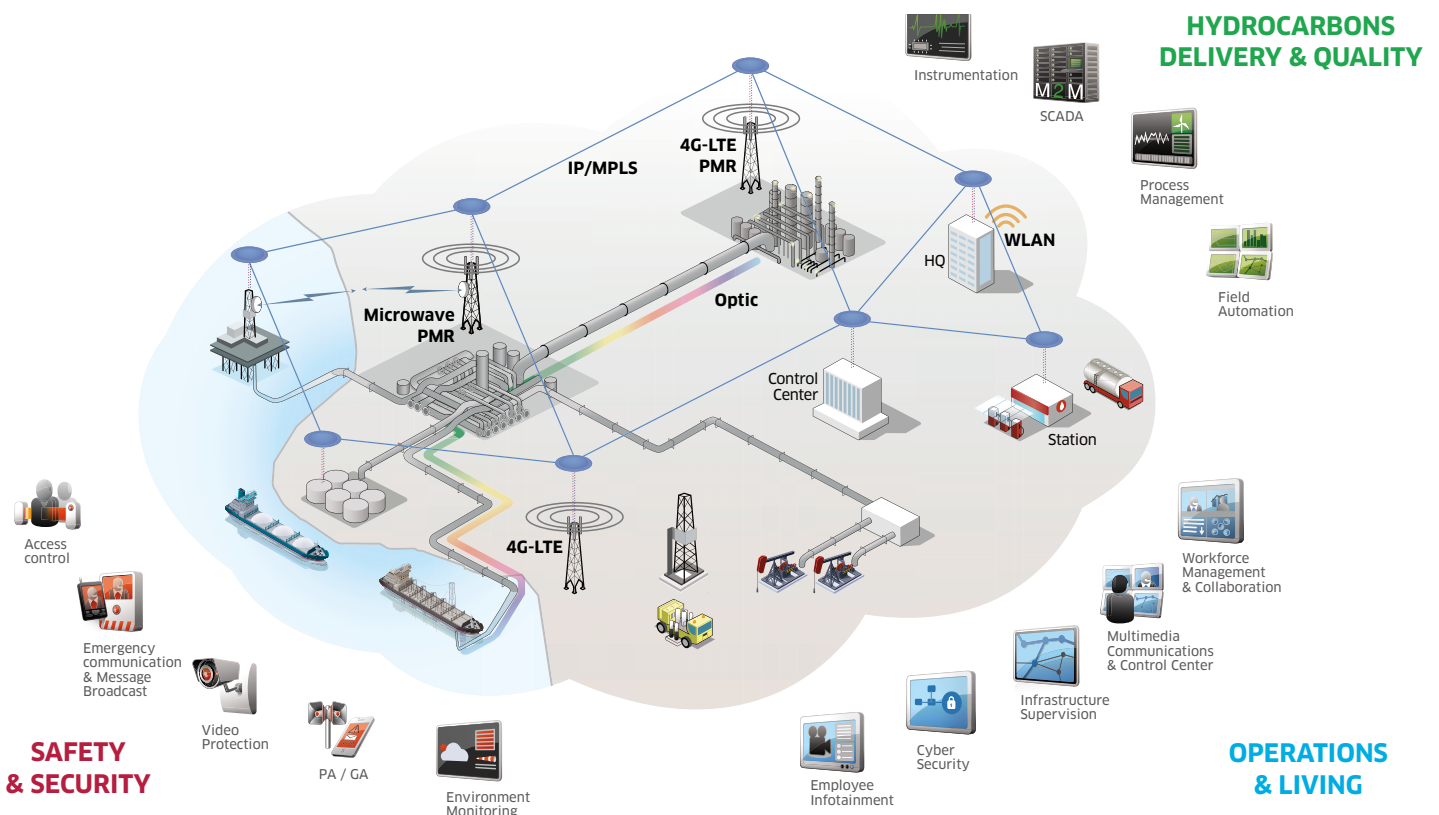 HYDROCARBONS
DELIVERY & QUALITY
Instrumentation
M2M
SCADA
Process
Management
Field
Automation
4G-LTE
PMR
IP/MPLS
WLAN
HQ
Optic
Microwave
PMR
Control
Center
Station
4G-LTE
Access
control
Emergency
communication
& Message
Broadcast
Video
Protection
PA / GA
Environment
Monitoring
SAFETY
& SECURITY
Workforce
Management
& Collaboration
Multimedia
Communications
& Control Center
Infrastructure
Supervision
Cyber
Security
Employee
Infotainment
OPERATIONS
& LIVING